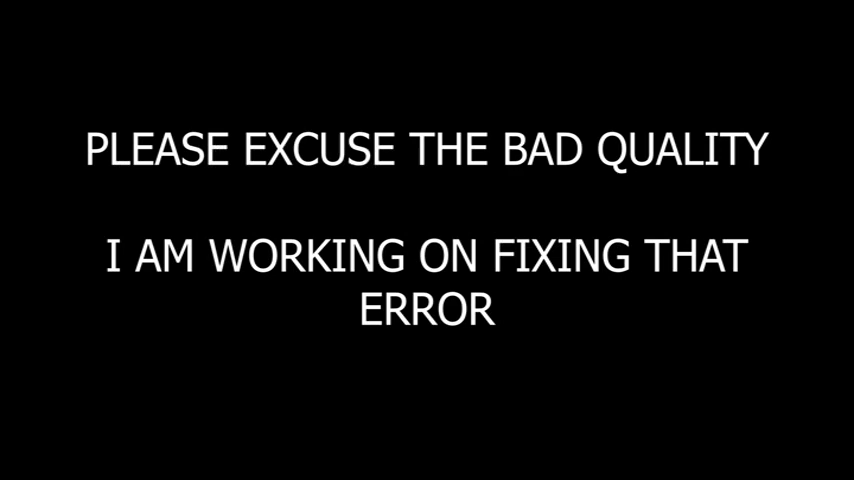 PLEASE EXCUSE THE BAD QUALITY
I AM WORKING ON FIXING THAT
ERROR